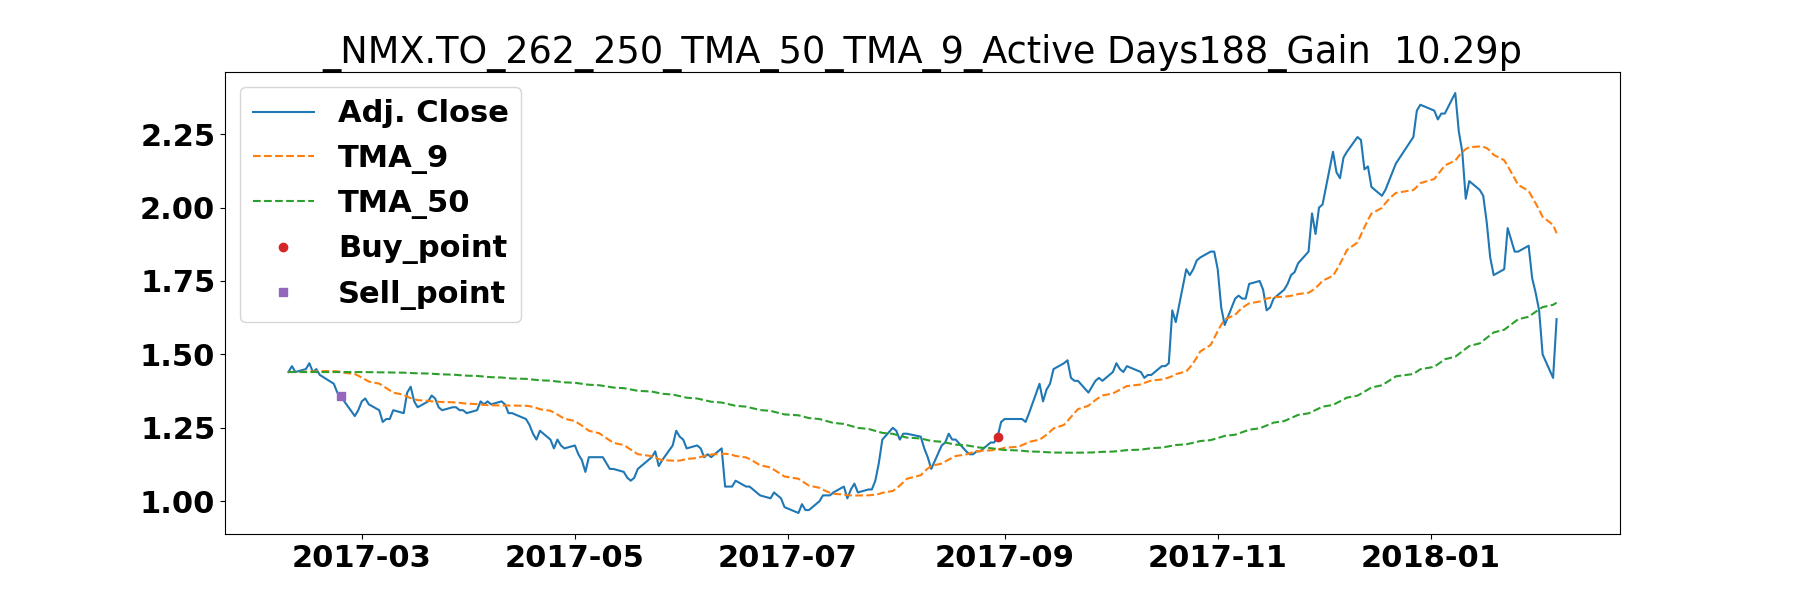 _NMX.TO_262_250_TMA_50_TMA_9_Active Days188_Gain  10.29p
Adj. Close
TMA_9
TMA_50
Buy_point
Sell_point
2.25
2.00
1.75
1.50
1.25
1.00
2017-03 2017-05 2017-07 2017-09 2017-11 2018-01